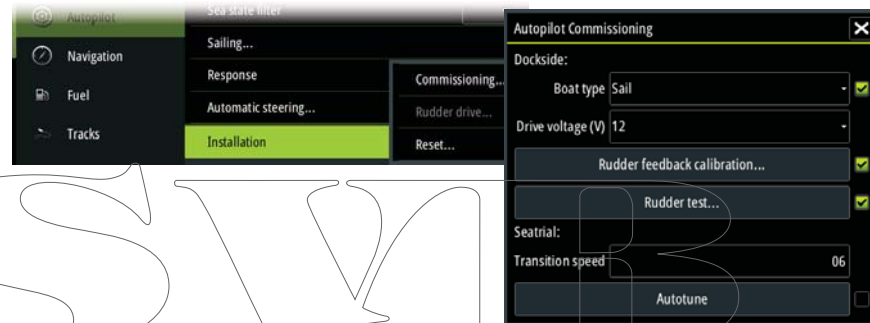 Sea state filter
Autopilot
Sailing...
Navigation
Response
Fuel
Automatic steering...
Tracks
Installation
Commissioning...
Rudder drive...
Reset...
Autopilot Commissioning
Dockside:
Boat type Sail
Drive voltage (V) 12
Rudder feedback calibration...
Rudder test...
Seatrial:
Transition speed 06
Autotune